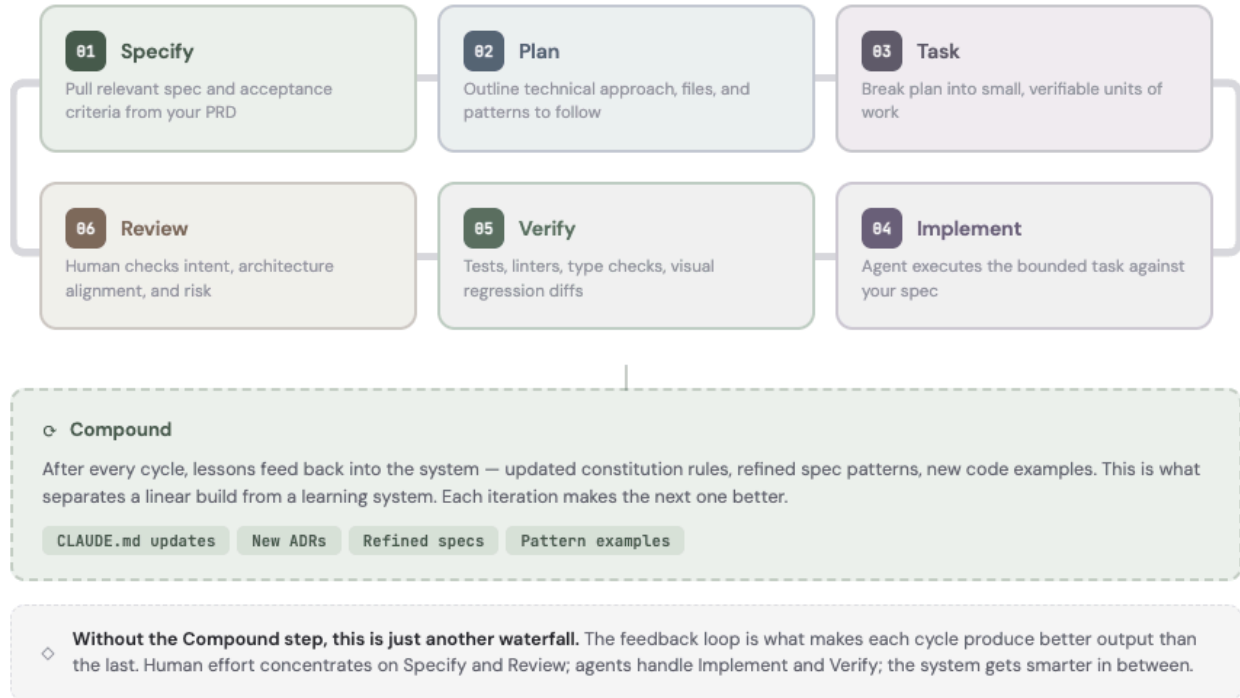 01 Specify
Pull relevant spec and acceptance
criteria from your PRD
02 Plan
Outline technical approach, files, and
patterns to follow
03 Task
Break plan into small, verifiable units of
work
06 Review
Human checks intent, architecture
alignment, and risk
05 Verify
Tests, linters, type checks, visual
regression diffs
04 Implement
Agent executes the bounded task against
your spec
⟳ Compound
After every cycle, lessons feed back into the system — updated constitution rules, refined spec patterns, new code examples. This is what
separates a linear build from a learning system. Each iteration makes the next one better.
CLAUDE.md updates New ADRs Refined specs Pattern examples
Without the Compound step, this is just another waterfall. The feedback loop is what makes each cycle produce better output than
◇ the last. Human effort concentrates on Specify and Review; agents handle Implement and Verify; the system gets smarter in between.